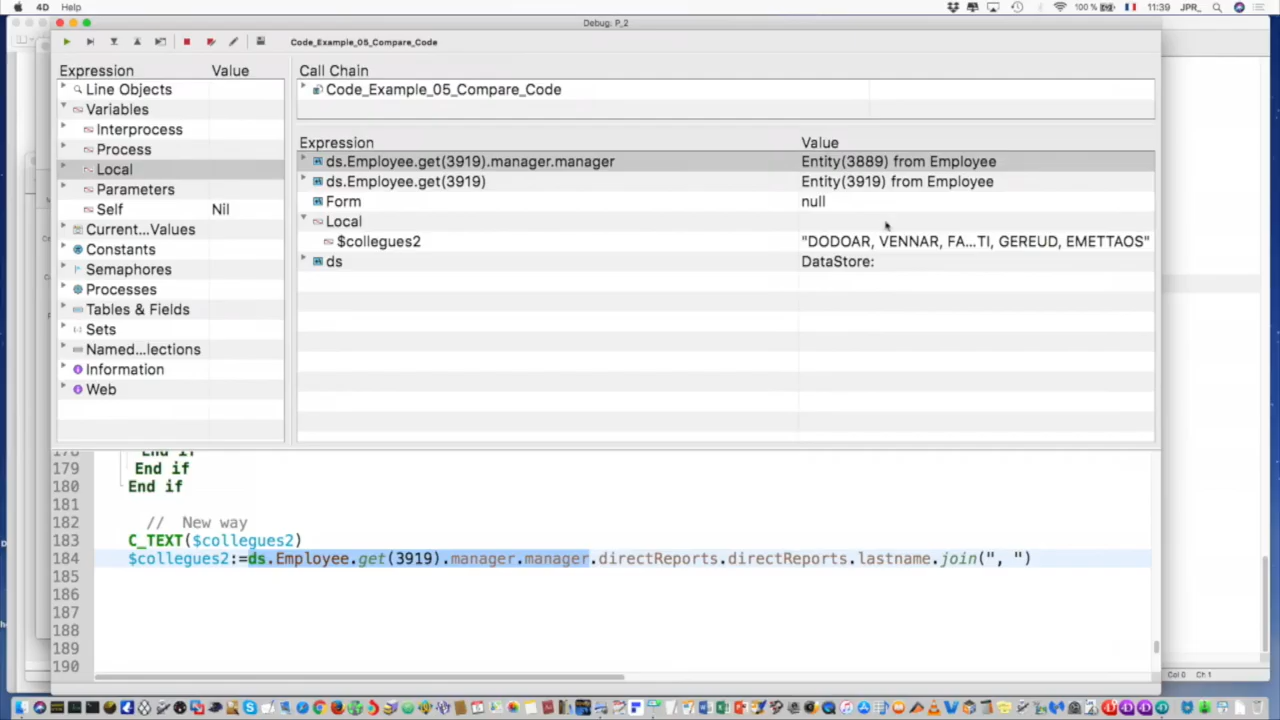 4D Help 100 % 11:39 JPR_
Debug: P_2
Code_Example_05_Compare_Code
Expression Value
Line Objects
Variables
Interprocess
Process
Local
Parameters
Self Nil
Current...Values
Constants
Semaphores
Processes
Tables & Fields
Sets
Named...lections
Information
Web
Call Chain
Code_Example_05_Compare_Code
Expression Value
ds.Employee.get(3919).manager.manager Entity(3889) from Employee
ds.Employee.get(3919) Entity(3919) from Employee
Form null
Local
$collegues2 "DODOAR, VENNAR, FA...TI, GEREUD, EMETTAOS"
ds DataStore:
178 End if
179 End if
180 End if
181
182 // New way
183 C_TEXT($collegues2)
184 $collegues2:=ds.Employee.get(3919).manager.manager.directReports.directReports.lastname.join(", ")
185
186
187
188
189
190
Col 0 Ch 1